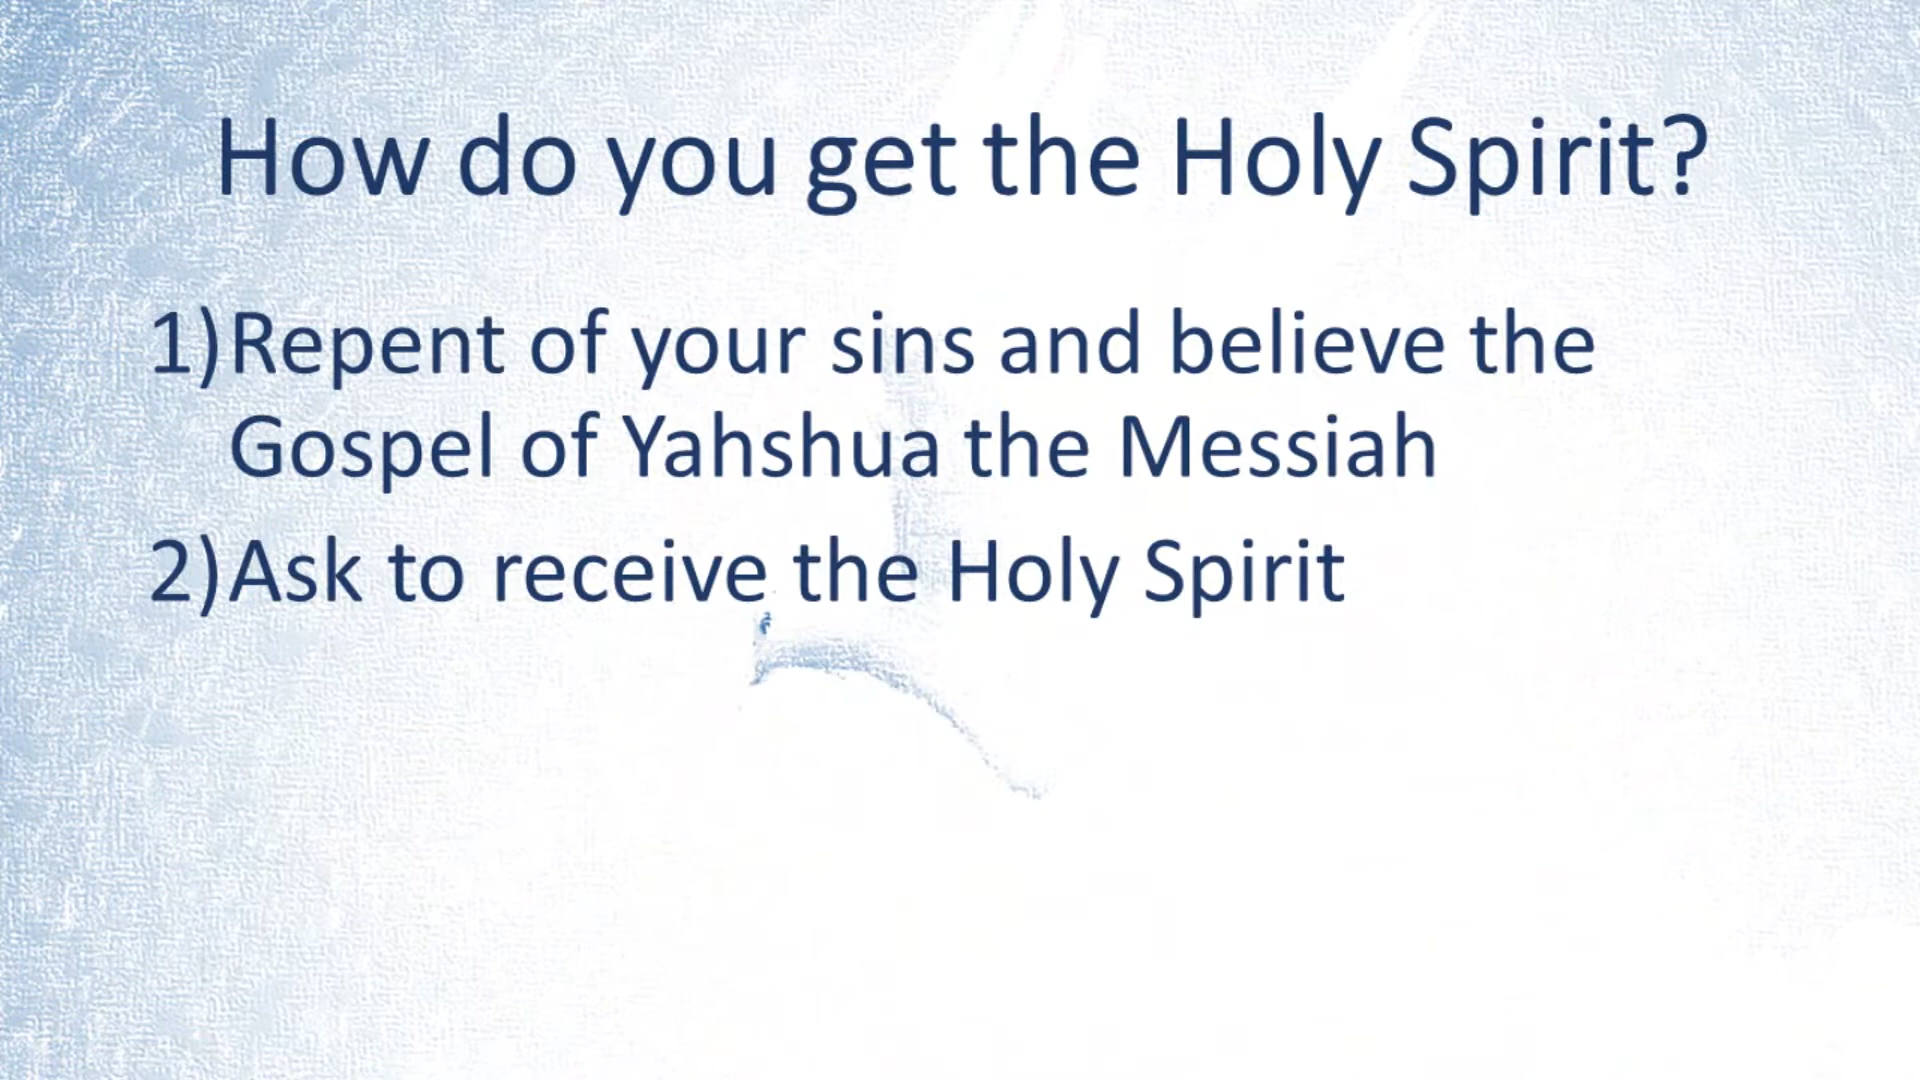 How do you get the Holy Spirit?
1) Repent of your sins and believe the
Gospel of Yahshua the Messiah
2) Ask to receive the Holy Spirit